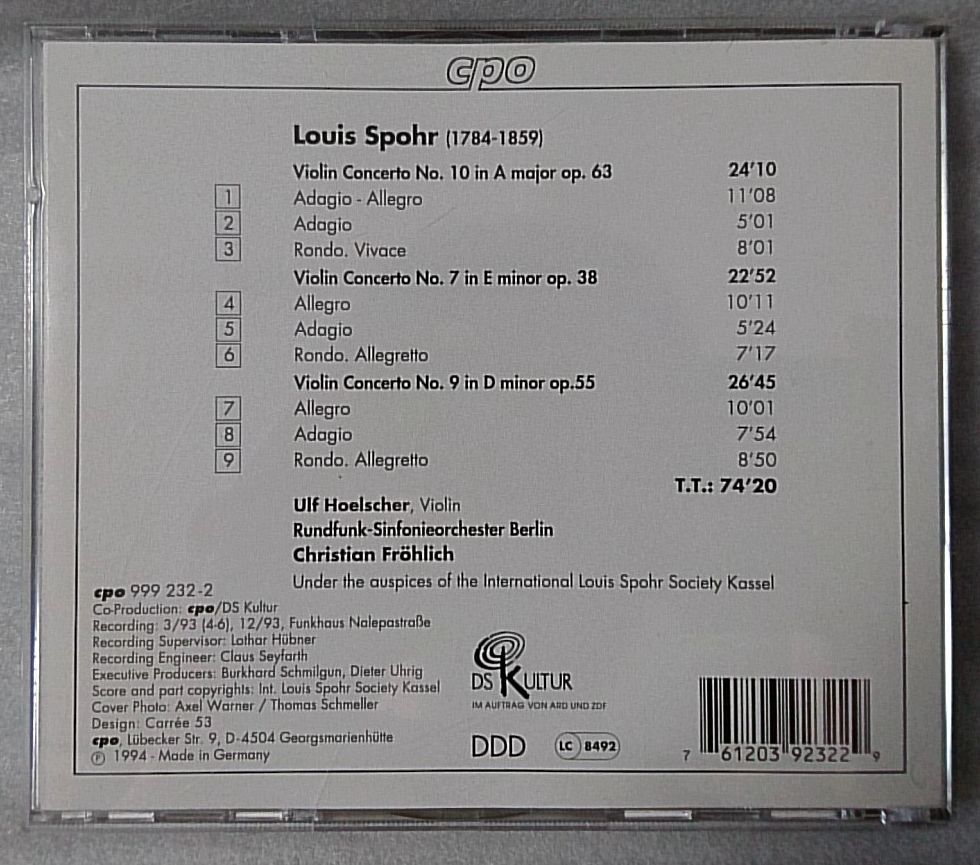 cpo
Louis Spohr (1784-1859)
Violin Concerto No. 10 in A major op. 63 24'10
1 Adagio - Allegro 11'08
2 Adagio 5'01
3 Rondo. Vivace 8'01
Violin Concerto No. 7 in E minor op. 38 22'52
4 Allegro 10'11
5 Adagio 5'24
6 Rondo. Allegretto 7'17
Violin Concerto No. 9 in D minor op.55 26'45
7 Allegro 10'01
8 Adagio 7'54
9 Rondo. Allegretto 8'50
T.T.: 74'20
Ulf Hoelscher, Violin
Rundfunk-Sinfonieorchester Berlin
Christian Fröhlich
Under the auspices of the International Louis Spohr Society Kassel
cpo 999 232-2
Co-Production: cpo/DS Kultur
Recording: 3/93 (4-6), 12/93, Funkhaus Nalepastraße
Recording Supervisor: Lothar Hübner
Recording Engineer: Claus Seyfarth
Executive Producers: Burkhard Schmilgun, Dieter Uhrig
Score and part copyrights: Int. Louis Spohr Society Kassel
Cover Photo: Axel Warner / Thomas Schmeller
Design: Carrée 53
cpo, Lübecker Str. 9, D-4504 Georgsmarienhütte
℗ 1994 - Made in Germany
DS KULTUR
IM AUFTRAG VON ARD UND ZDF
DDD LC 8492
7 61203 92322 9